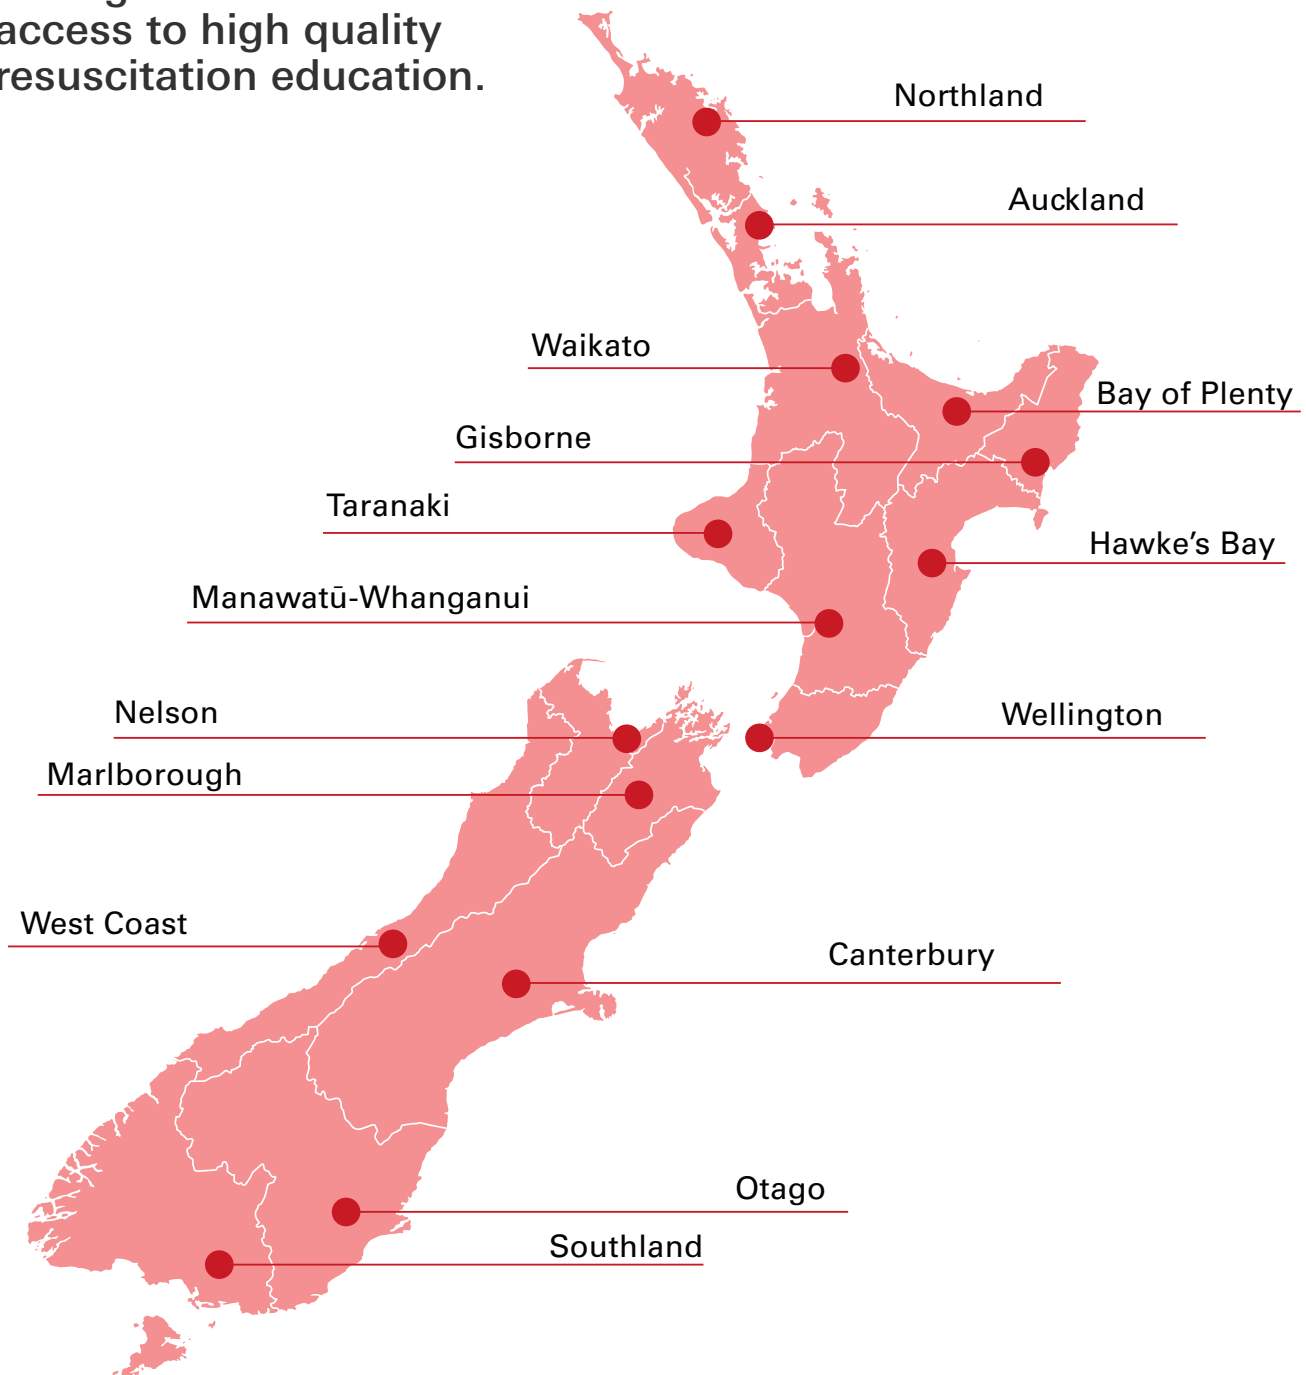 access to high quality
resuscitation education.
Northland
Auckland
Waikato
Bay of Plenty
Gisborne
Taranaki
Hawke’s Bay
Manawatū-Whanganui
Nelson
Wellington
Marlborough
West Coast
Canterbury
Otago
Southland